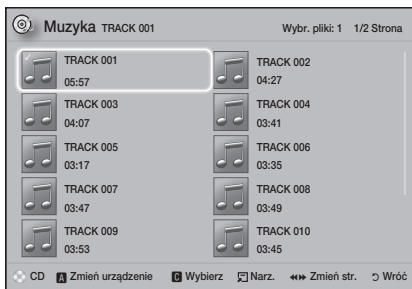 Muzyka TRACK 001 Wybr. pliki: 1 1/2 Strona
TRACK 001 TRACK 002
05:57 04:27
TRACK 003 TRACK 004
04:07 03:41
TRACK 005 TRACK 006
03:17 03:35
TRACK 007 TRACK 008
03:47 03:49
TRACK 009 TRACK 010
03:53 03:45
CD A Zmień urządzenie C Wybierz Narz. Zmień str. Wróć